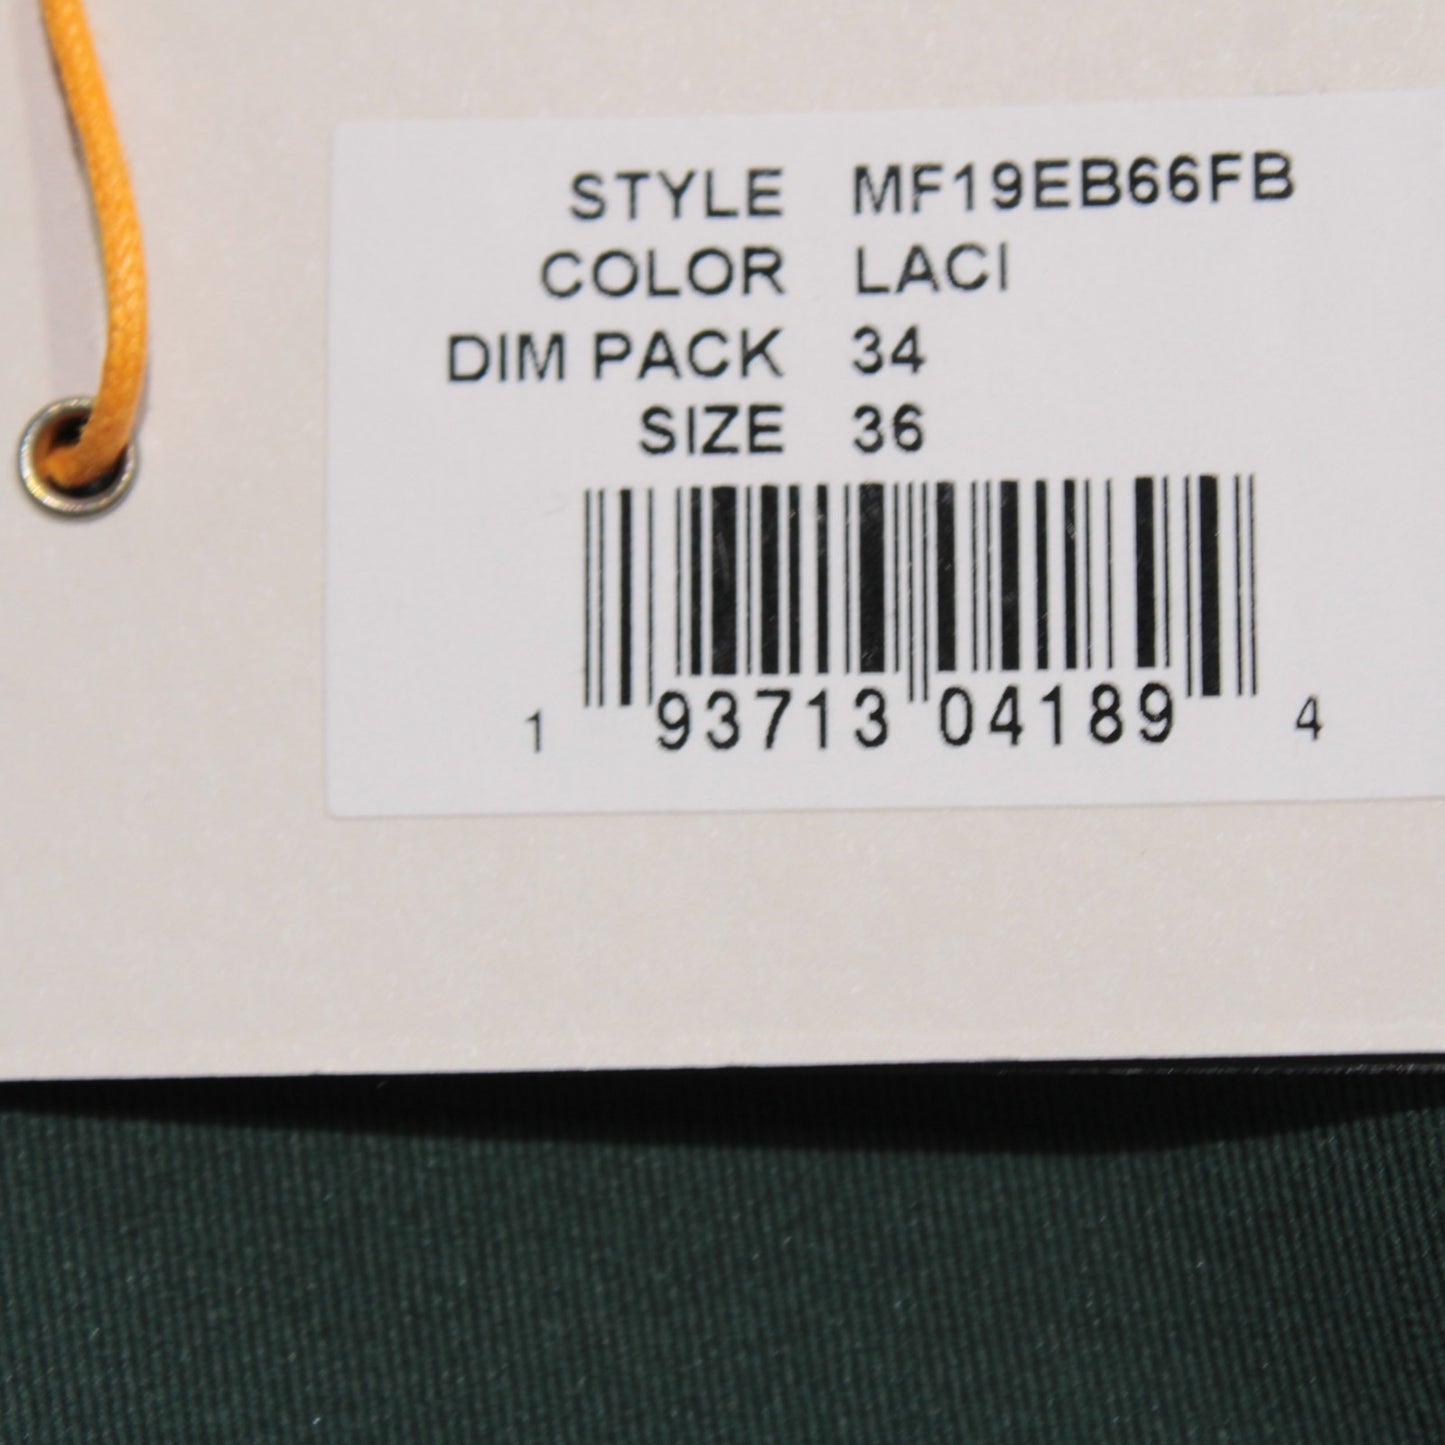 STYLE MF19EB66FB
COLOR LACI
DIM PACK 34
SIZE 36
1 93713 04189 4